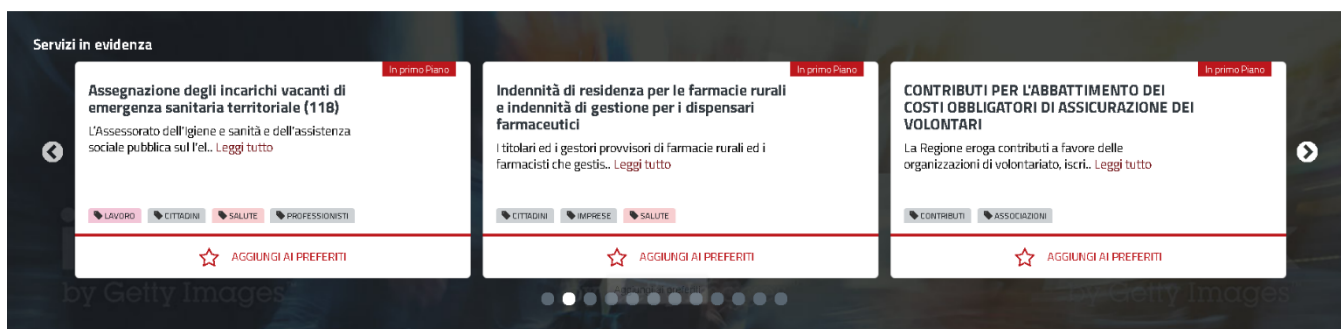 Servizi in evidenza
In primo Piano
Assegnazione degli incarichi vacanti di
emergenza sanitaria territoriale (118)
L'Assessorato dell'Igiene e sanità e dell'assistenza
sociale pubblica sul l'el.. Leggi tutto
LAVORO CITTADINI SALUTE PROFESSIONISTI
AGGIUNGI AI PREFERITI
In primo Piano
Indennità di residenza per le farmacie rurali
e indennità di gestione per i dispensari
farmaceutici
I titolari ed i gestori provvisori di farmacie rurali ed i
farmacisti che gestis.. Leggi tutto
CITTADINI IMPRESE SALUTE
AGGIUNGI AI PREFERITI
In primo Piano
CONTRIBUTI PER L'ABBATTIMENTO DEI
COSTI OBBLIGATORI DI ASSICURAZIONE DEI
VOLONTARI
La Regione eroga contributi a favore delle
organizzazioni di volontariato, iscri.. Leggi tutto
CONTRIBUTI ASSOCIAZIONI
AGGIUNGI AI PREFERITI
by Getty Images
by Getty Images